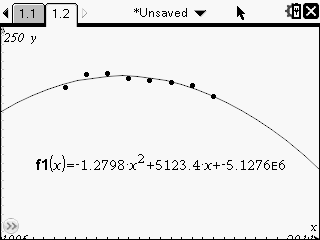 1.1 1.2 *Unsaved
250 y
f1(x)=-1.2798·x²+5123.4·x+-5.1276E6
x